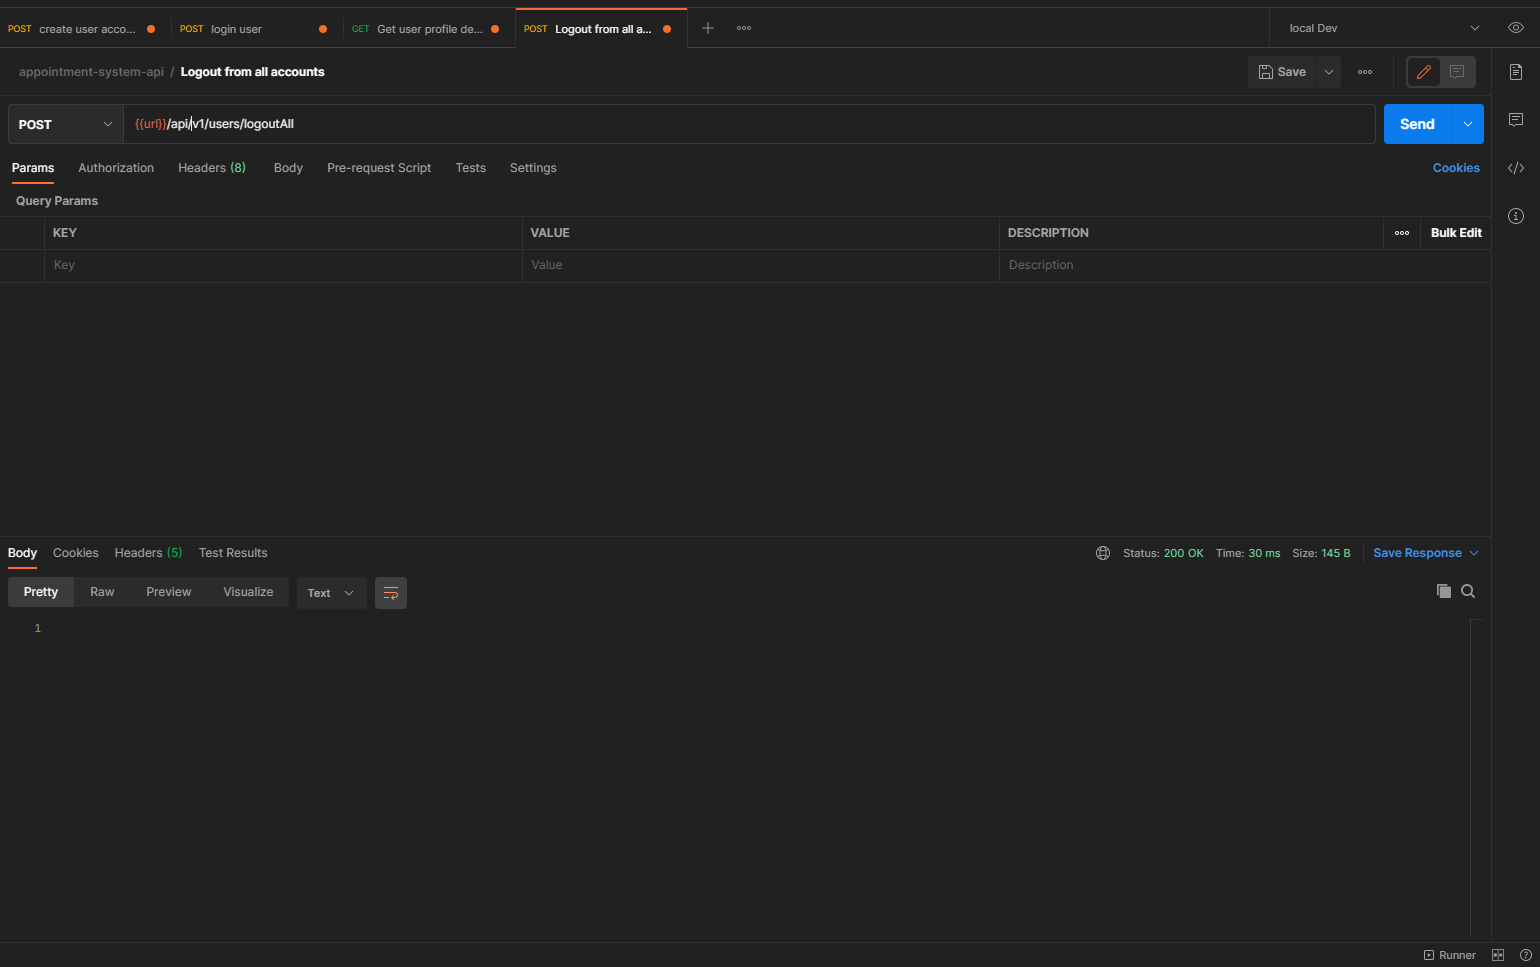 POST create user acco... POST login user GET Get user profile de... POST Logout from all a... local Dev
appointment-system-api / Logout from all accounts Save
POST {{url}}/api/v1/users/logoutAll Send
Params Authorization Headers (8) Body Pre-request Script Tests Settings Cookies
Query Params
KEY VALUE DESCRIPTION Bulk Edit
Key Value Description
Body Cookies Headers (5) Test Results Status: 200 OK Time: 30 ms Size: 145 B Save Response
Pretty Raw Preview Visualize Text
1
Runner